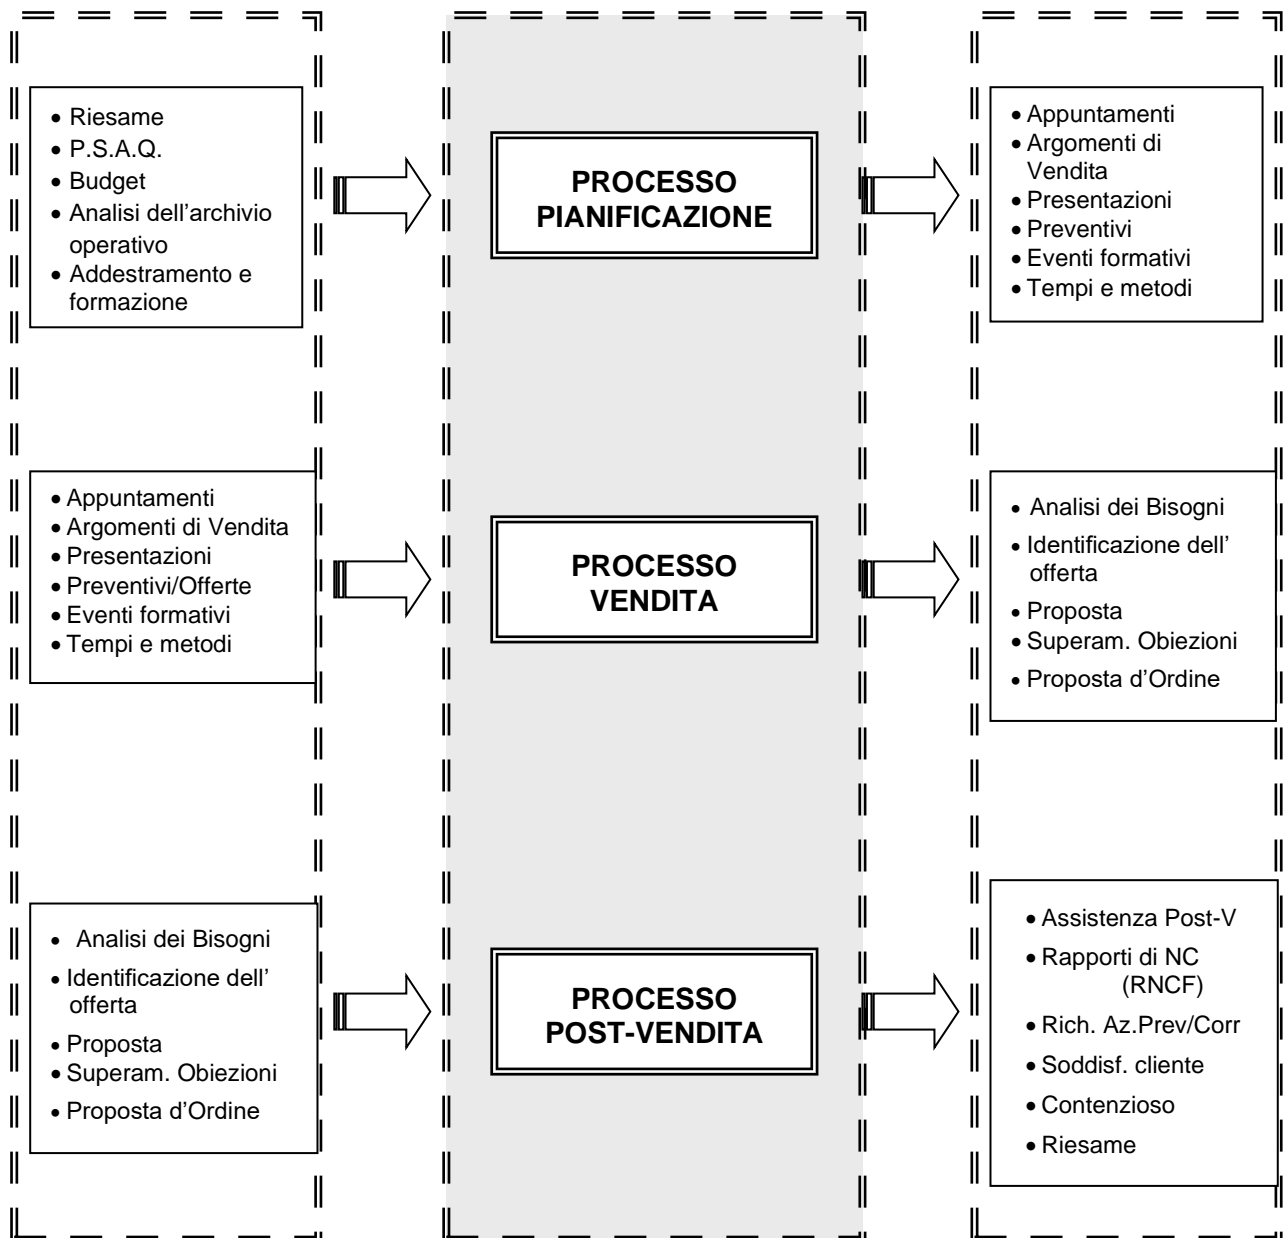 • Riesame
• P.S.A.Q.
• Budget
• Analisi dell'archivio
operativo
• Addestramento e
formazione
PROCESSO
PIANIFICAZIONE
• Appuntamenti
• Argomenti di
Vendita
• Presentazioni
• Preventivi
• Eventi formativi
• Tempi e metodi
• Appuntamenti
• Argomenti di Vendita
• Presentazioni
• Preventivi/Offerte
• Eventi formativi
• Tempi e metodi
PROCESSO
VENDITA
• Analisi dei Bisogni
• Identificazione dell'
offerta
• Proposta
• Superam. Obiezioni
• Proposta d'Ordine
• Analisi dei Bisogni
• Identificazione dell'
offerta
• Proposta
• Superam. Obiezioni
• Proposta d'Ordine
PROCESSO
POST-VENDITA
• Assistenza Post-V
• Rapporti di NC
(RNCF)
• Rich. Az.Prev/Corr
• Soddisf. cliente
• Contenzioso
• Riesame